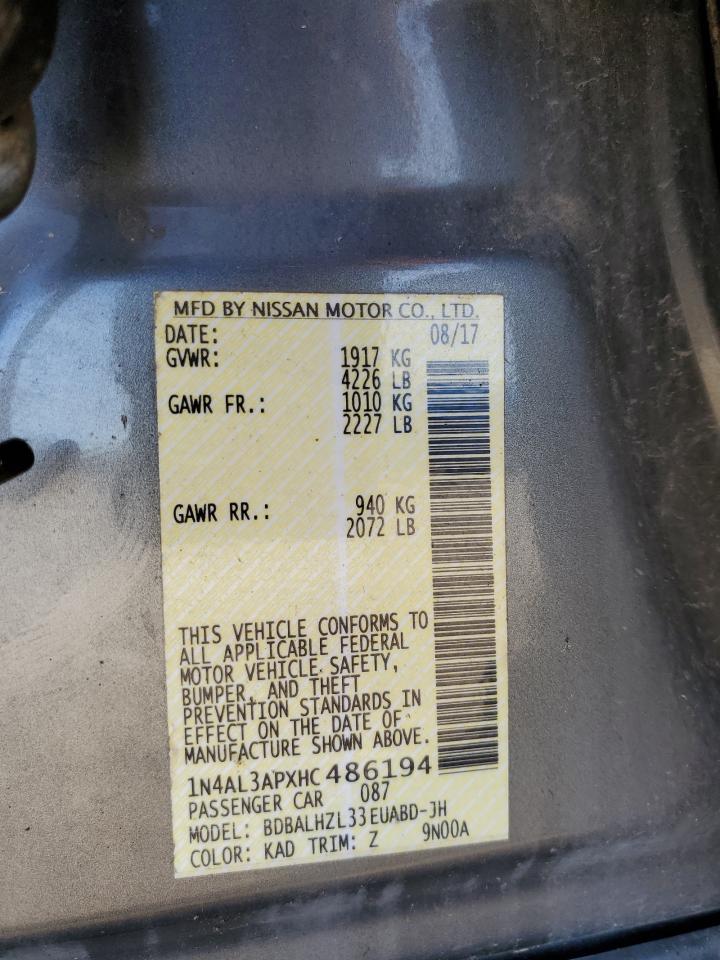 MFD BY NISSAN MOTOR CO., LTD.
DATE: 08/17
GVWR: 1917 KG
4226 LB
GAWR FR.: 1010 KG
2227 LB
GAWR RR.: 940 KG
2072 LB
THIS VEHICLE CONFORMS TO
ALL APPLICABLE FEDERAL
MOTOR VEHICLE SAFETY,
BUMPER, AND THEFT
PREVENTION STANDARDS IN
EFFECT ON THE DATE OF
MANUFACTURE SHOWN ABOVE.
1N4AL3APXHC486194
PASSENGER CAR 087
MODEL: BDBALHZL33EUABD-JH
COLOR: KAD TRIM: Z 9N00A